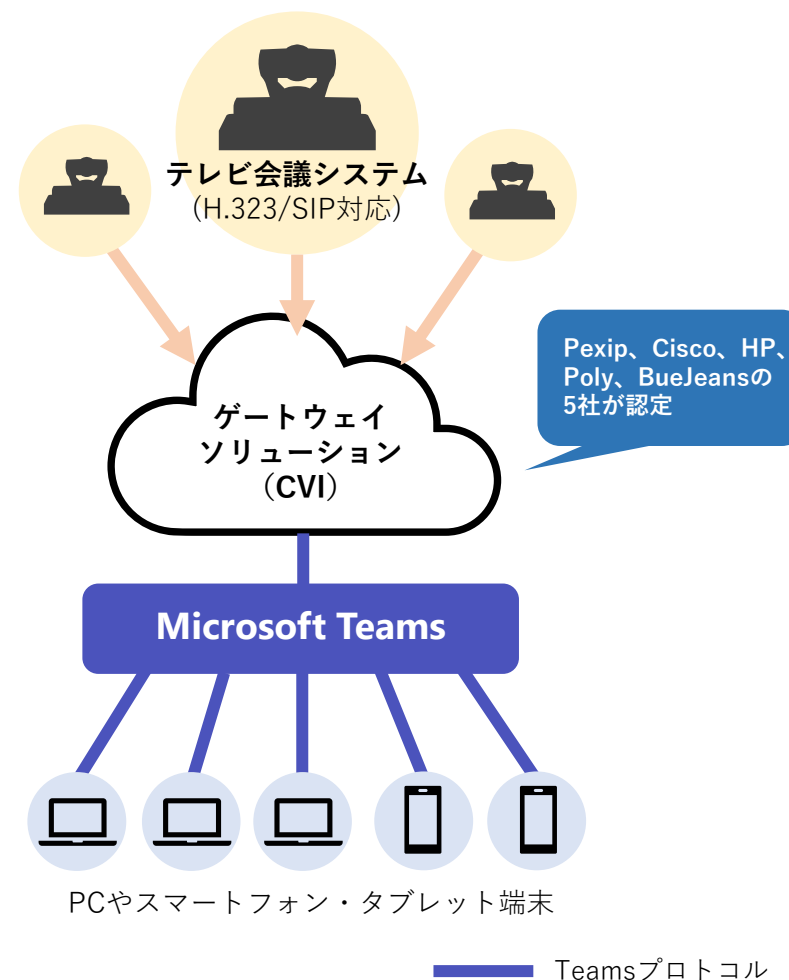 テレビ会議システム
(H.323/SIP対応)
Pexip、Cisco、HP、
Poly、BueJeansの
5社が認定
ゲートウェイ
ソリューション
（CVI）
Microsoft Teams
PCやスマートフォン・タブレット端末
Teamsプロトコル